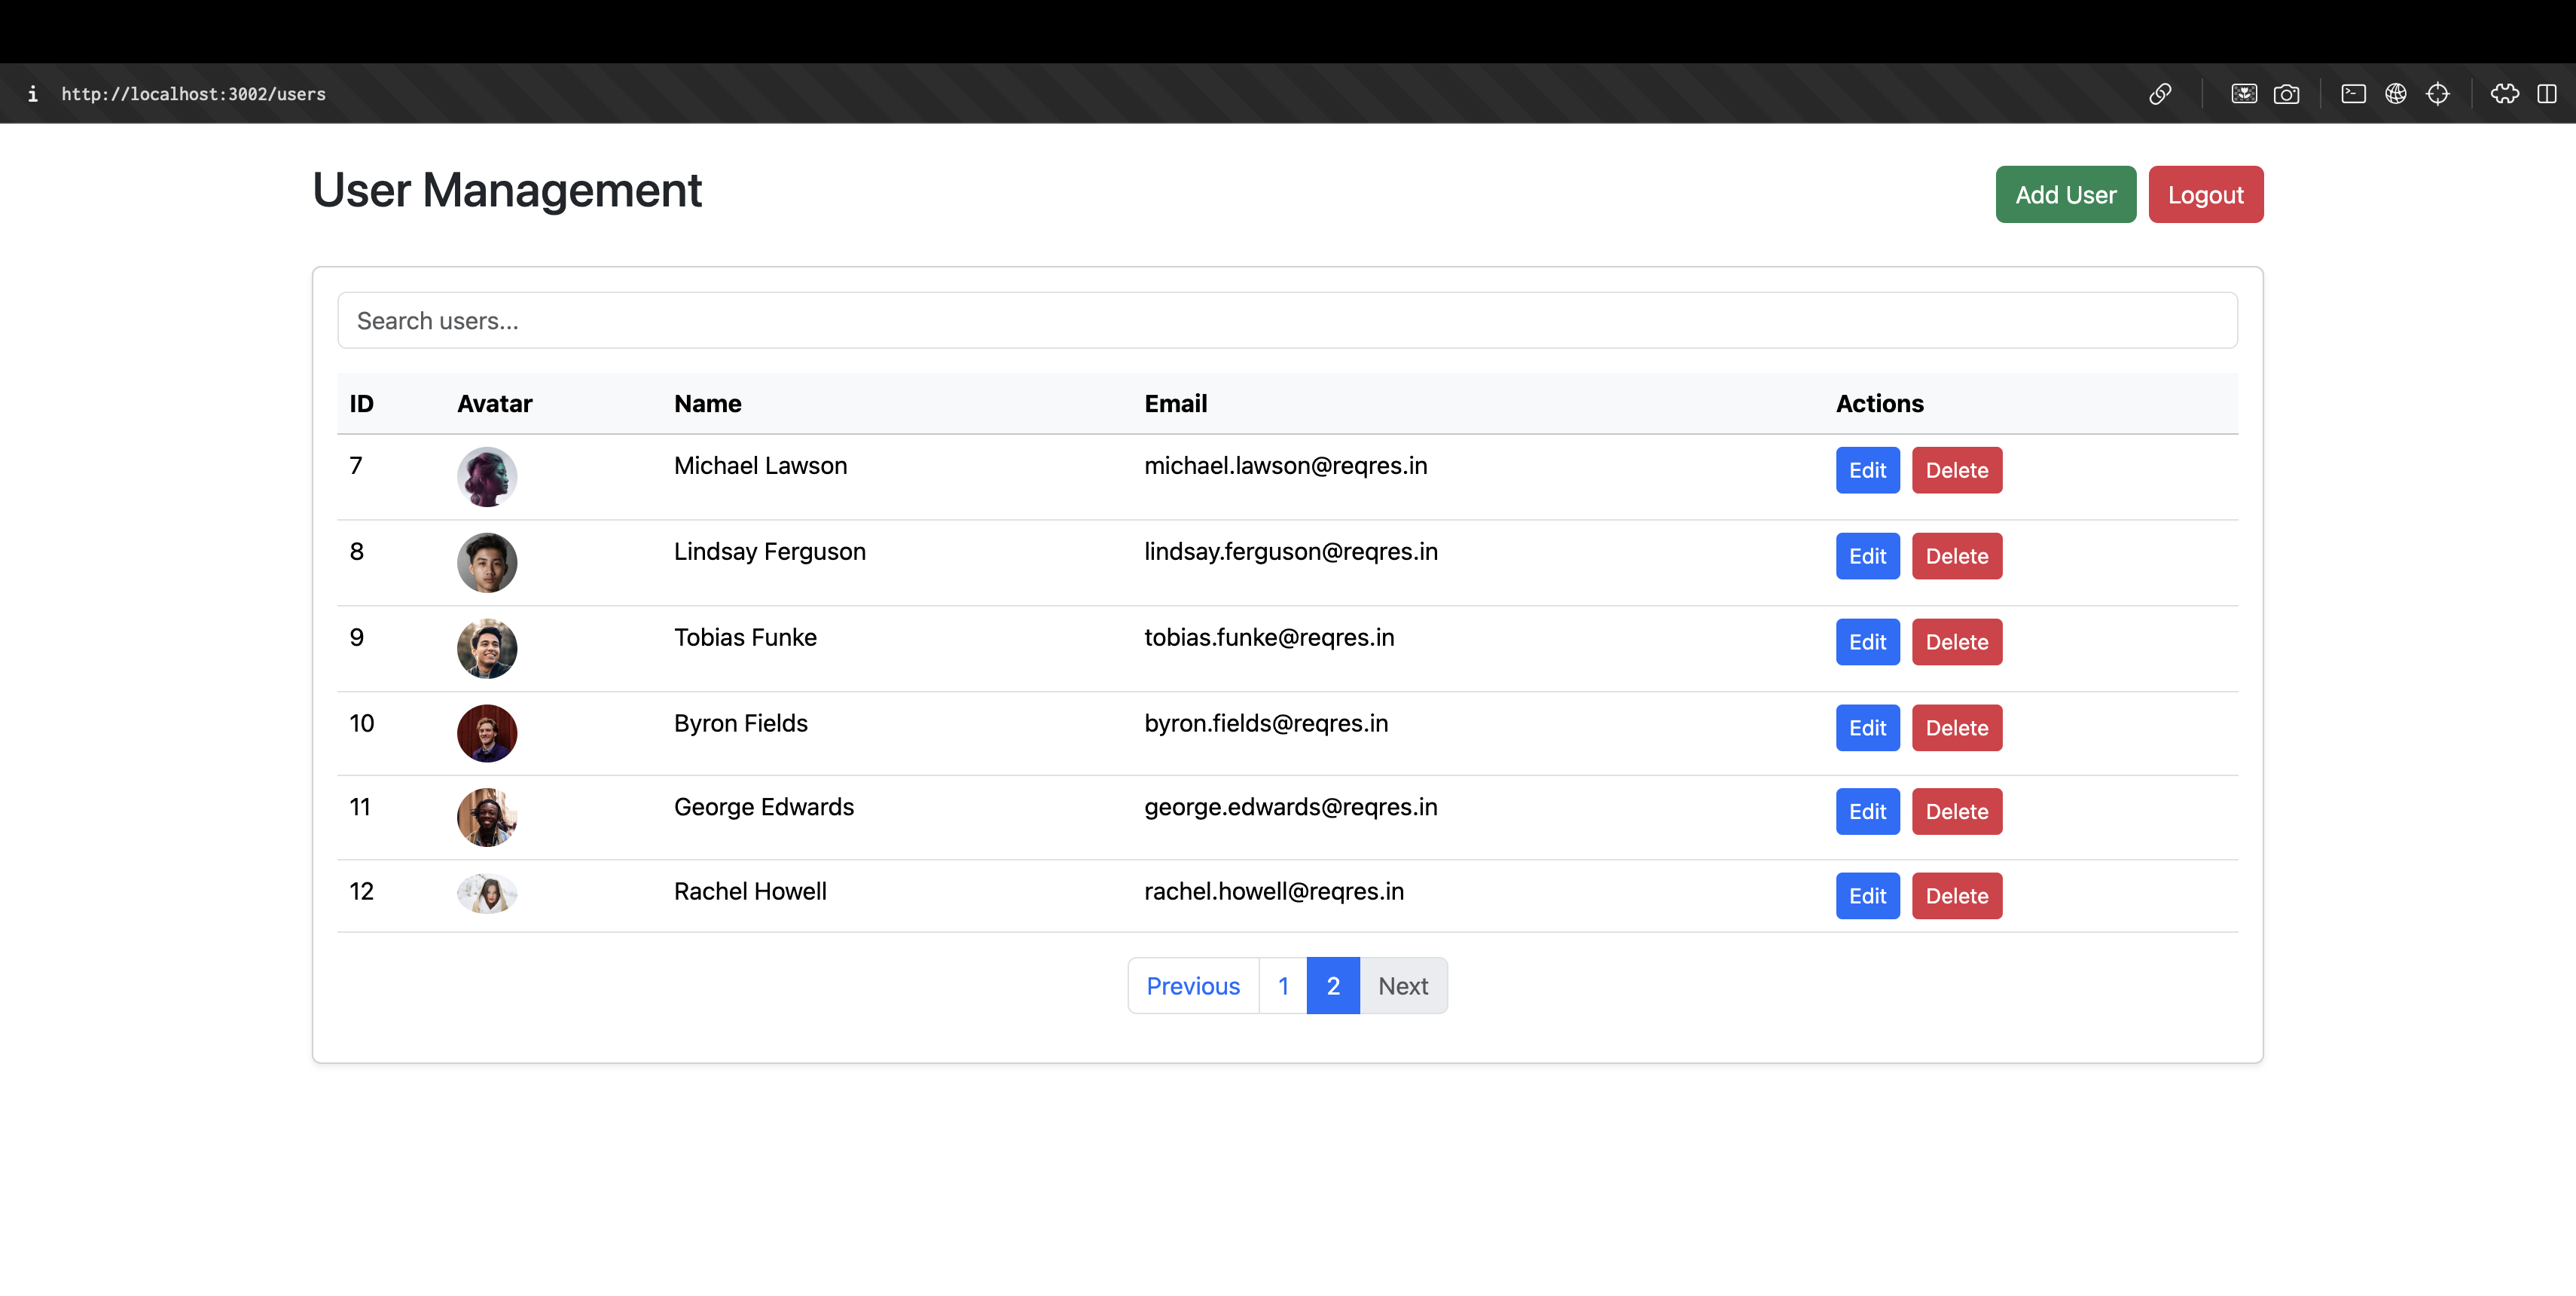 http://localhost:3002/users
User Management
Add User Logout
Search users...
ID Avatar Name Email Actions
7 Michael Lawson michael.lawson@reqres.in Edit Delete
8 Lindsay Ferguson lindsay.ferguson@reqres.in Edit Delete
9 Tobias Funke tobias.funke@reqres.in Edit Delete
10 Byron Fields byron.fields@reqres.in Edit Delete
11 George Edwards george.edwards@reqres.in Edit Delete
12 Rachel Howell rachel.howell@reqres.in Edit Delete
Previous 1 2 Next